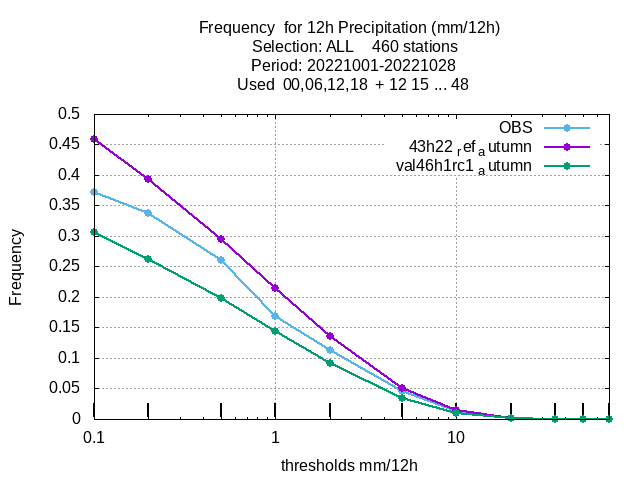 Frequency  for 12h Precipitation (mm/12h)
Selection: ALL    460 stations
Period: 20221001-20221028
Used  00,06,12,18  + 12 15 ... 48
OBS
43h22 ref a utumn
val46h1rc1 a utumn
0.5
0.45
0.4
0.35
0.3
0.25
0.2
0.15
0.1
0.05
0
Frequency
0.1
1
10
thresholds mm/12h